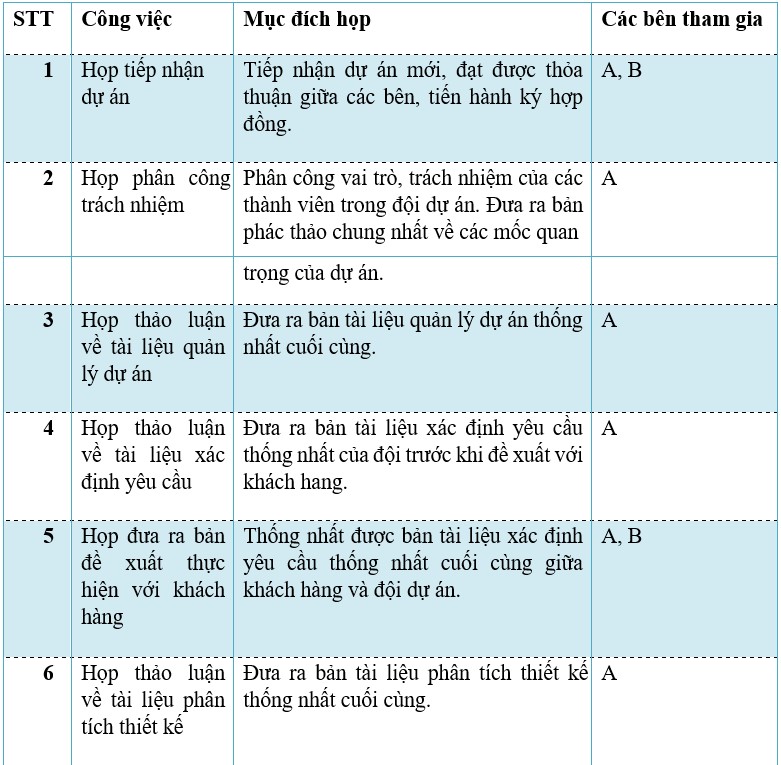 STT Công việc Mục đích họp Các bên tham gia
1 Họp tiếp nhận Tiếp nhận dự án mới, đạt được thỏa A, B
dự án thuận giữa các bên, tiến hành ký hợp
đồng.
2 Họp phân công Phân công vai trò, trách nhiệm của các A
trách nhiệm thành viên trong đội dự án. Đưa ra bản
phác thảo chung nhất về các mốc quan
trọng của dự án.
3 Họp thảo luận Đưa ra bản tài liệu quản lý dự án thống A
về tài liệu quản nhất cuối cùng.
lý dự án
4 Họp thảo luận Đưa ra bản tài liệu xác định yêu cầu A
về tài liệu xác thống nhất của đội trước khi đề xuất với
định yêu cầu khách hang.
5 Họp đưa ra bản Thống nhất được bản tài liệu xác định A, B
đề xuất thực yêu cầu thống nhất cuối cùng giữa
hiện với khách khách hàng và đội dự án.
hàng
6 Họp thảo luận Đưa ra bản tài liệu phân tích thiết kế A
về tài liệu phân thống nhất cuối cùng.
tích thiết kế